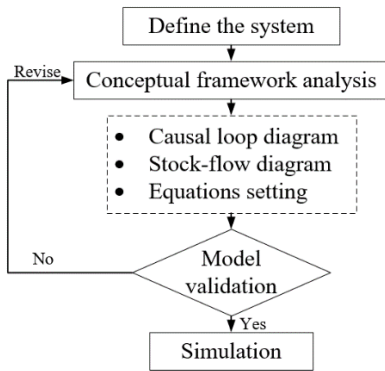 Define the system
Revise
Conceptual framework analysis
• Causal loop diagram
• Stock-flow diagram
• Equations setting
No
Model
validation
Yes
Simulation